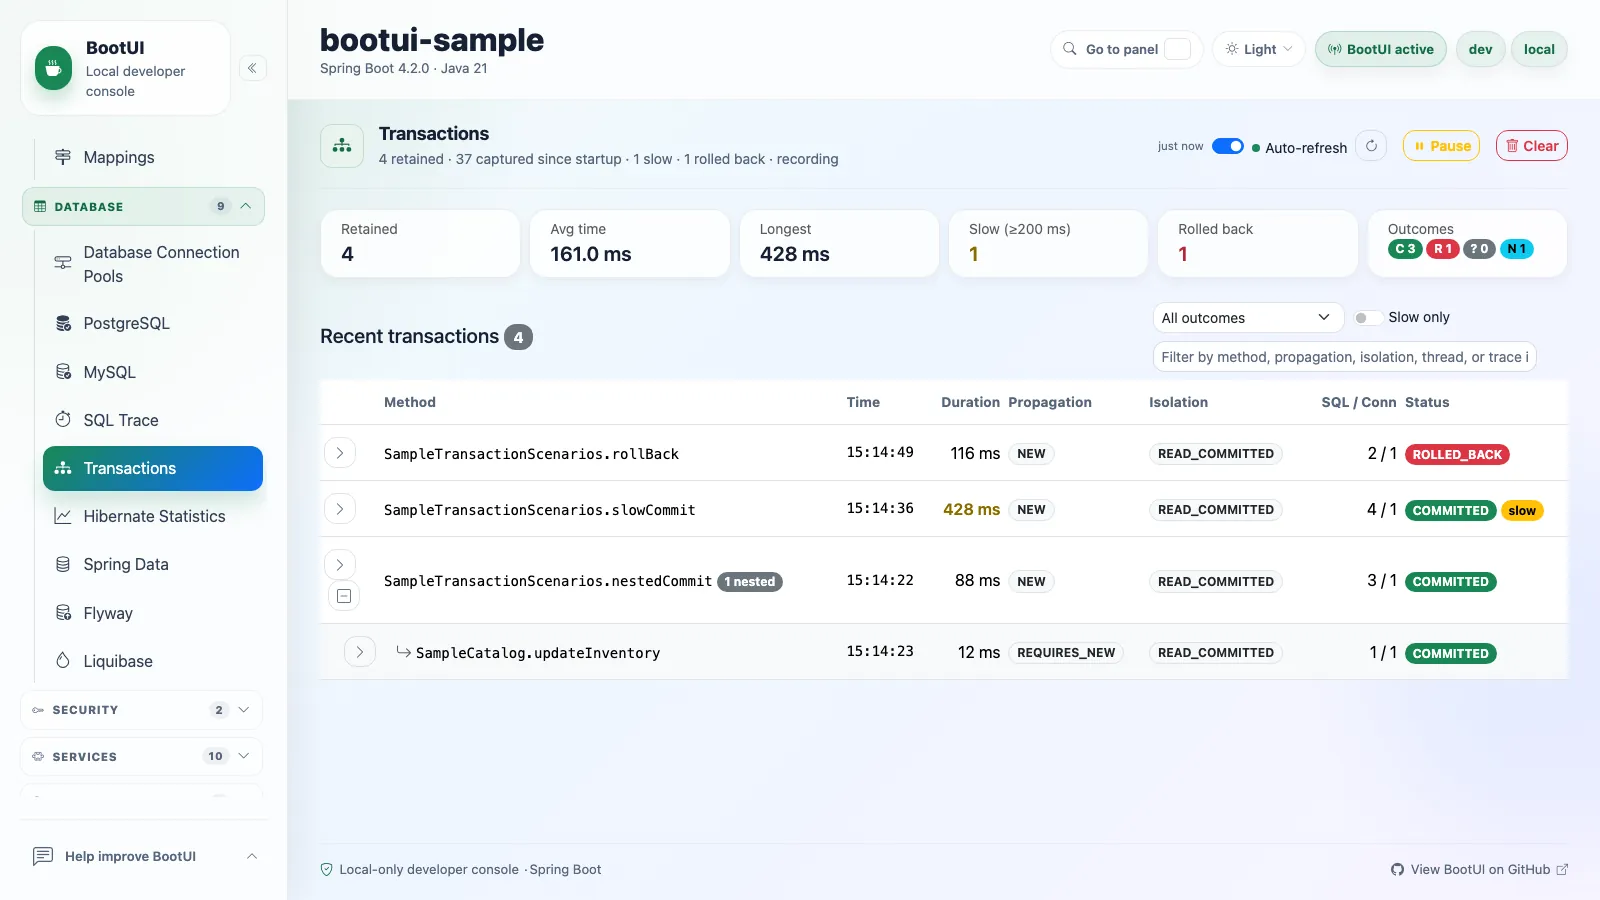 BootUI
Local developer
console
Mappings
DATABASE 9
Database Connection
Pools
PostgreSQL
MySQL
SQL Trace
Transactions
Hibernate Statistics
Spring Data
Flyway
Liquibase
SECURITY 2
SERVICES 10
Help improve BootUI
bootui-sample
Spring Boot 4.2.0 · Java 21
Go to panel
Light
BootUI active
dev
local
Transactions
4 retained · 37 captured since startup · 1 slow · 1 rolled back · recording
just now
Auto-refresh
Pause
Clear
Retained
4
Avg time
161.0 ms
Longest
428 ms
Slow (≥200 ms)
1
Rolled back
1
Outcomes
C 3 R 1 ? 0 N 1
Recent transactions 4
All outcomes
Slow only
Filter by method, propagation, isolation, thread, or trace i
Method Time Duration Propagation Isolation SQL / Conn Status
SampleTransactionScenarios.rollBack 15:14:49 116 ms NEW READ_COMMITTED 2 / 1 ROLLED_BACK
SampleTransactionScenarios.slowCommit 15:14:36 428 ms NEW READ_COMMITTED 4 / 1 COMMITTED slow
SampleTransactionScenarios.nestedCommit 1 nested 15:14:22 88 ms NEW READ_COMMITTED 3 / 1 COMMITTED
SampleCatalog.updateInventory 15:14:23 12 ms REQUIRES_NEW READ_COMMITTED 1 / 1 COMMITTED
Local-only developer console · Spring Boot
View BootUI on GitHub